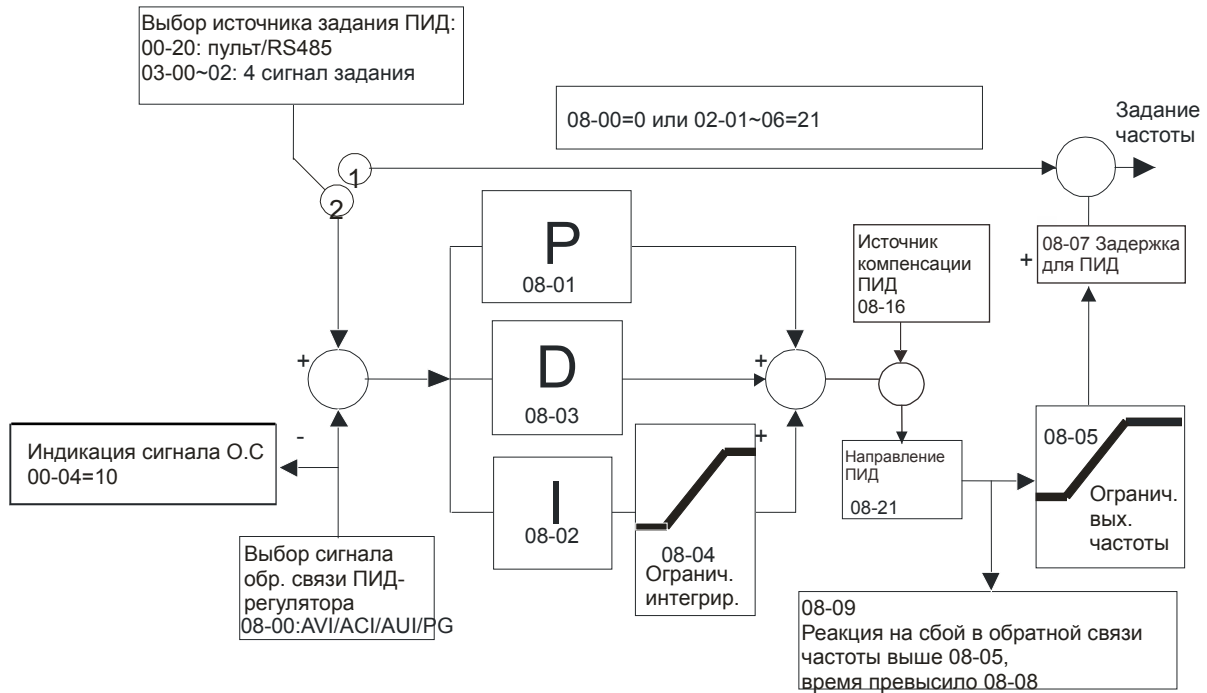 Выбор источника задания ПИД:
00-20: пульт/RS485
03-00~02: 4 сигнал задания
08-00=0 или 02-01~06=21
Задание
частоты
1
2
P
08-01
Источник
компенсации
ПИД
08-16
+
08-07 Задержка
для ПИД
+
D
08-03
+
-
Индикация сигнала О.С
00-04=10
I
08-02
+
08-04
Огранич.
интегрир.
Направление
ПИД
08-21
08-05
Огранич.
вых.
частоты
Выбор сигнала
обр. связи ПИД-
регулятора
08-00:AVI/ACI/AUI/PG
08-09
Реакция на сбой в обратной связи
частоты выше 08-05,
время превысило 08-08